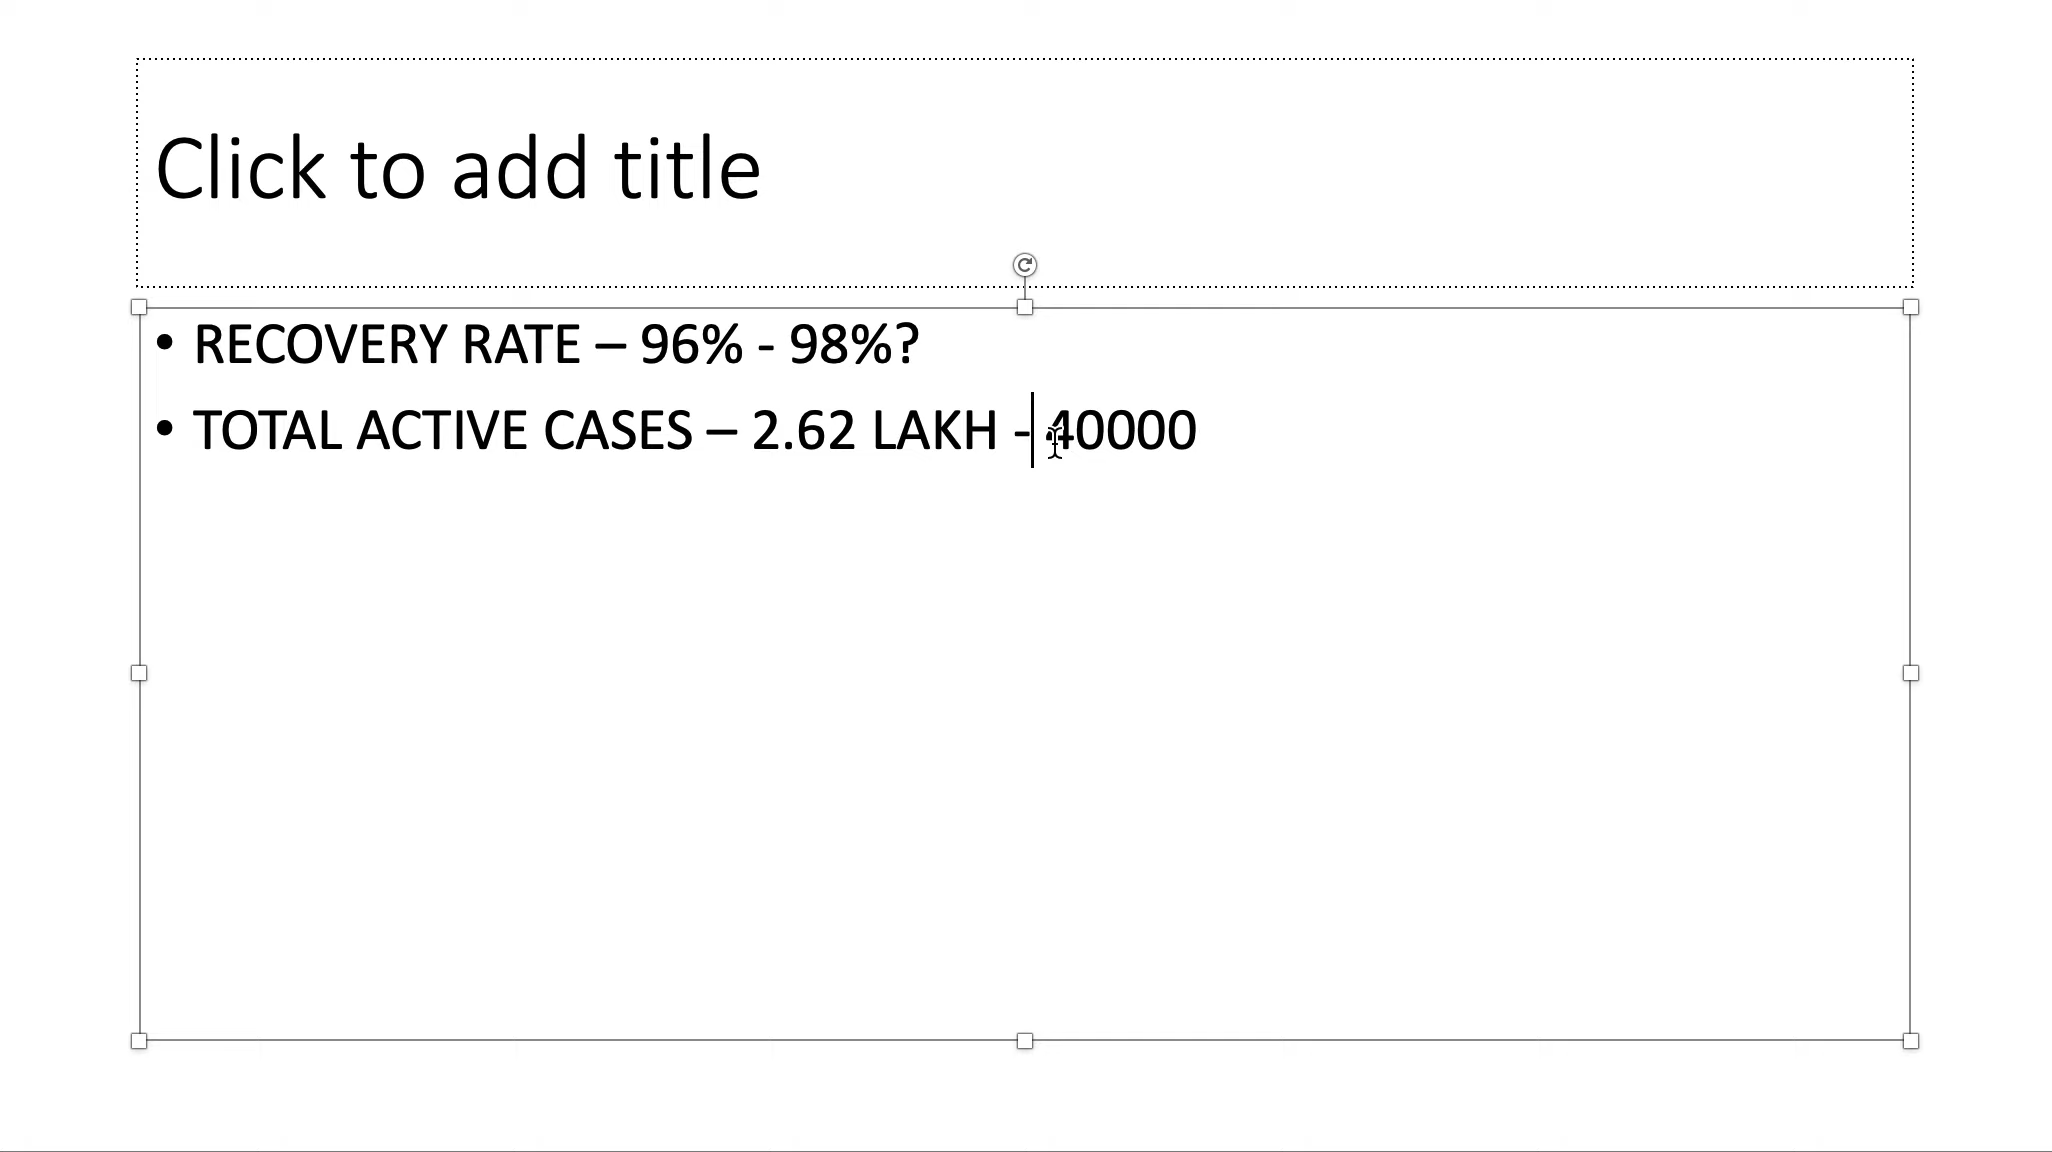 Click to add title
• RECOVERY RATE – 96% - 98%?
• TOTAL ACTIVE CASES – 2.62 LAKH - 40000